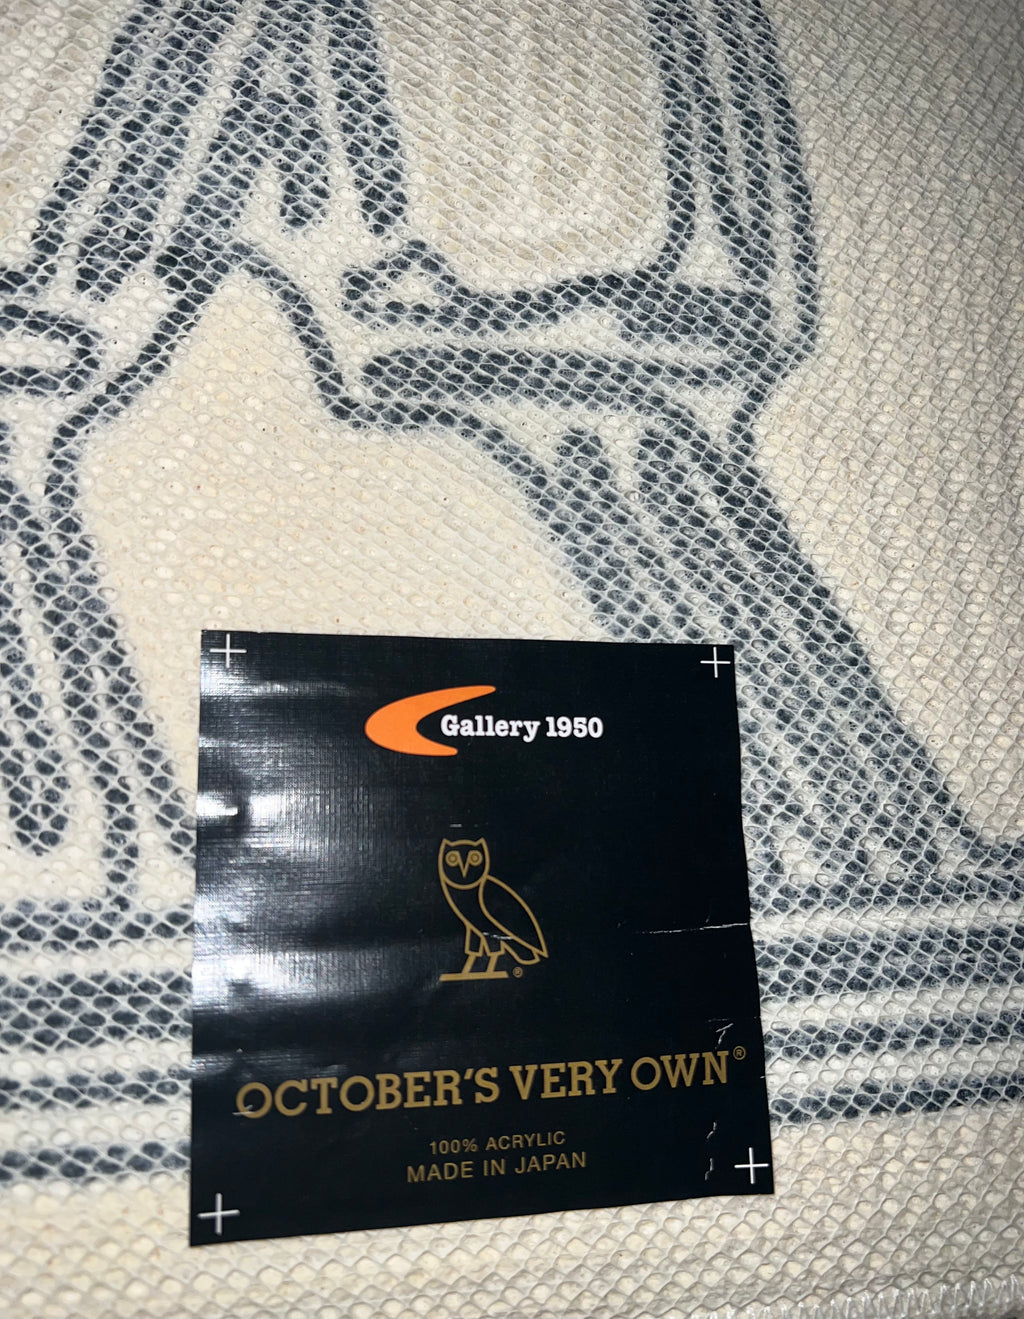 Gallery 1950
®
OCTOBER'S VERY OWN®
100% ACRYLIC
MADE IN JAPAN